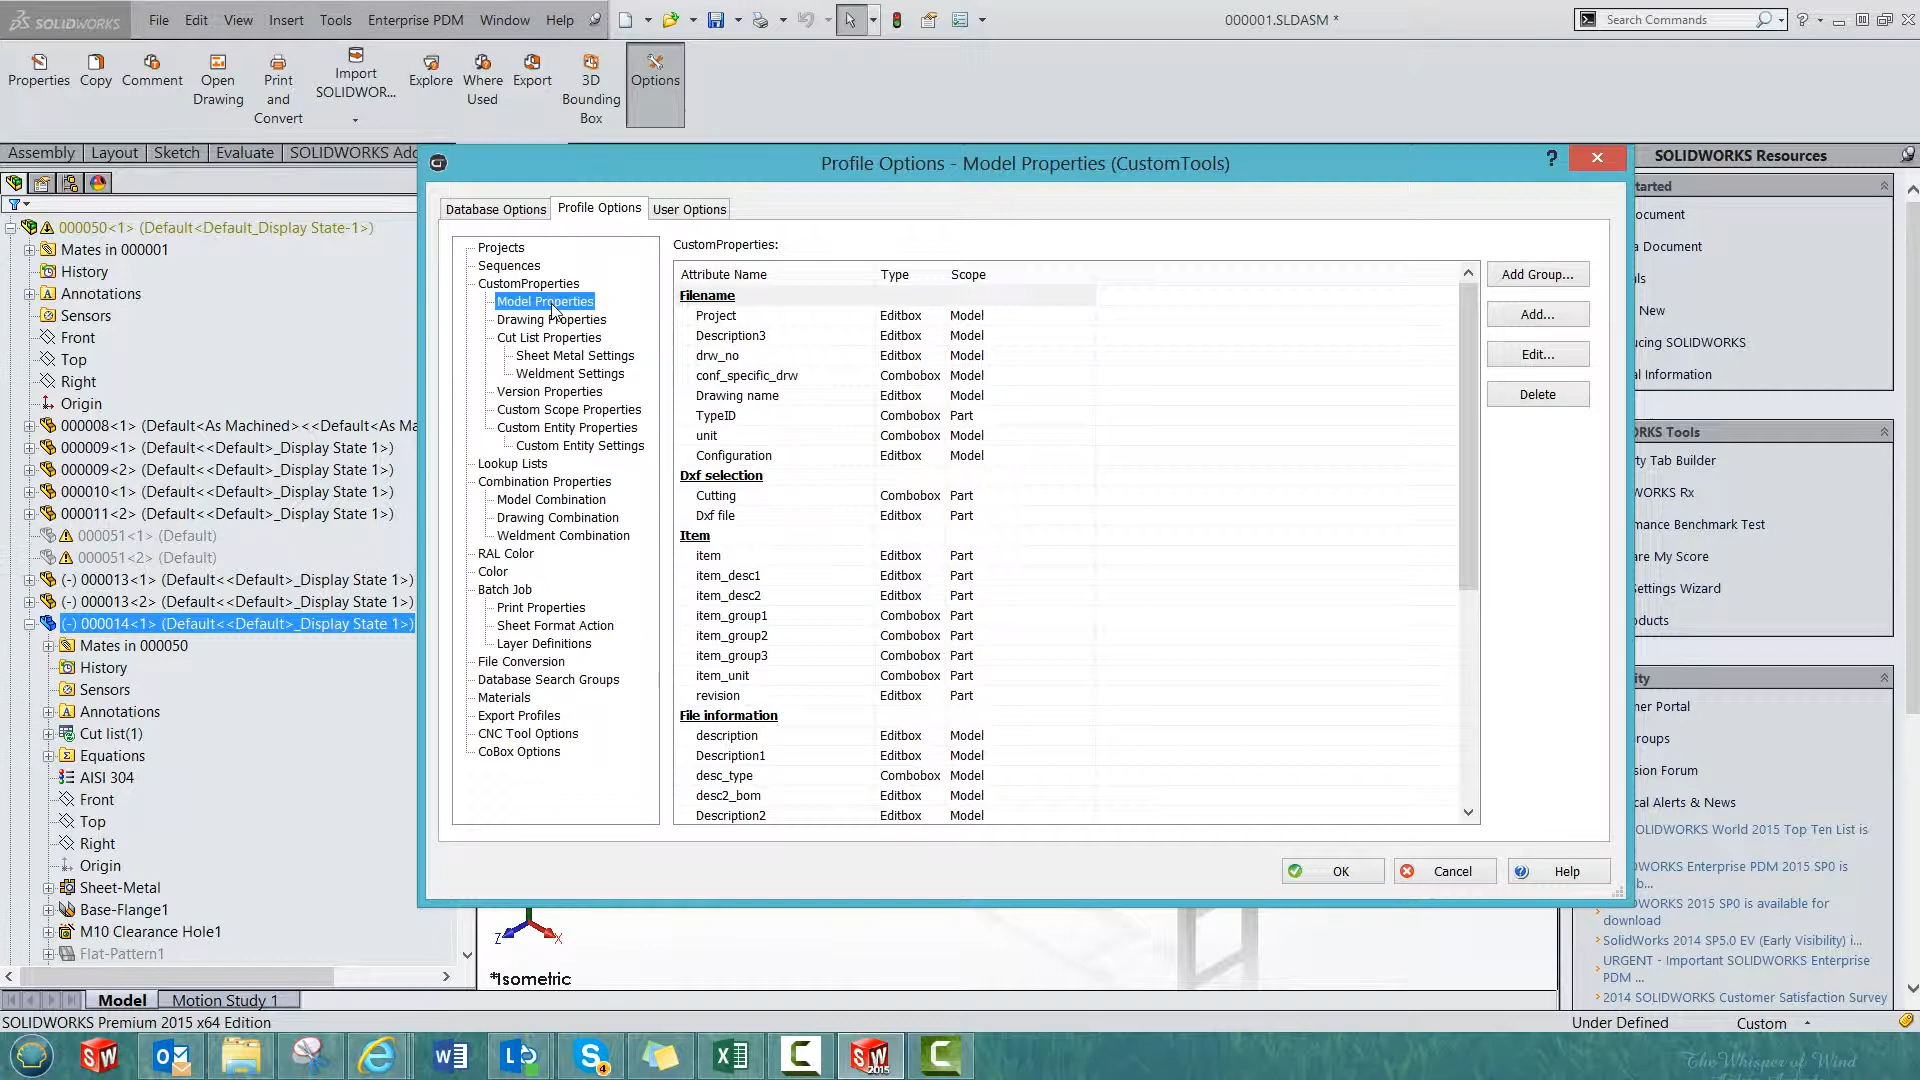 SOLIDWORKS File Edit View Insert Tools Enterprise PDM Window Help 000001.SLDASM * Search Commands
Properties Copy Comment Open Drawing Print and Convert Import SOLIDWOR... Explore Where Used Export 3D Bounding Box Options
Assembly Layout Sketch Evaluate SOLIDWORKS Add
000050<1> (Default<Default_Display State-1>)
Mates in 000001
History
Annotations
Sensors
Front
Top
Right
Origin
000008<1> (Default<As Machined><<Default<As Ma
000009<1> (Default<<Default>_Display State 1>)
000009<2> (Default<<Default>_Display State 1>)
000010<1> (Default<<Default>_Display State 1>)
000011<2> (Default<<Default>_Display State 1>)
000051<1> (Default)
000051<2> (Default)
(-) 000013<1> (Default<<Default>_Display State 1>)
(-) 000013<2> (Default<<Default>_Display State 1>)
(-) 000014<1> (Default<<Default>_Display State 1>)
Mates in 000050
History
Sensors
Annotations
Cut list(1)
Equations
AISI 304
Front
Top
Right
Origin
Sheet-Metal
Base-Flange1
M10 Clearance Hole1
Flat-Pattern1
Profile Options - Model Properties (CustomTools)
Database Options Profile Options User Options
Projects
Sequences
CustomProperties
Model Properties
Drawing Properties
Cut List Properties
Sheet Metal Settings
Weldment Settings
Version Properties
Custom Scope Properties
Custom Entity Properties
Custom Entity Settings
Lookup Lists
Combination Properties
Model Combination
Drawing Combination
Weldment Combination
RAL Color
Color
Batch Job
Print Properties
Sheet Format Action
Layer Definitions
File Conversion
Database Search Groups
Materials
Export Profiles
CNC Tool Options
CoBox Options
CustomProperties:
Attribute Name Type Scope
Filename
Project Editbox Model
Description3 Editbox Model
drw_no Editbox Model
conf_specific_drw Combobox Model
Drawing name Editbox Model
TypeID Combobox Part
unit Combobox Model
Configuration Editbox Model
Dxf selection
Cutting Combobox Part
Dxf file Editbox Part
Item
item Editbox Part
item_desc1 Editbox Part
item_desc2 Editbox Part
item_group1 Combobox Part
item_group2 Combobox Part
item_group3 Combobox Part
item_unit Combobox Part
revision Editbox Part
File information
description Editbox Model
Description1 Editbox Model
desc_type Combobox Model
desc2_bom Editbox Model
Description2 Editbox Model
Add Group...
Add...
Edit...
Delete
OK Cancel Help
SOLIDWORKS Resources
tarted
ocument
a Document
als
New
ucing SOLIDWORKS
al Information
ORKS Tools
rty Tab Builder
WORKS Rx
mance Benchmark Test
are My Score
Settings Wizard
oducts
ity
ner Portal
roups
sion Forum
cal Alerts & News
OLIDWORKS World 2015 Top Ten List is
DWORKS Enterprise PDM 2015 SP0 is
b...
DWORKS 2015 SP0 is available for
download
SolidWorks 2014 SP5.0 EV (Early Visibility) i...
URGENT - Important SOLIDWORKS Enterprise
PDM ...
2014 SOLIDWORKS Customer Satisfaction Survey
Z X
*Isometric
Model Motion Study 1
SOLIDWORKS Premium 2015 x64 Edition Under Defined Custom
The Whisper of Wind